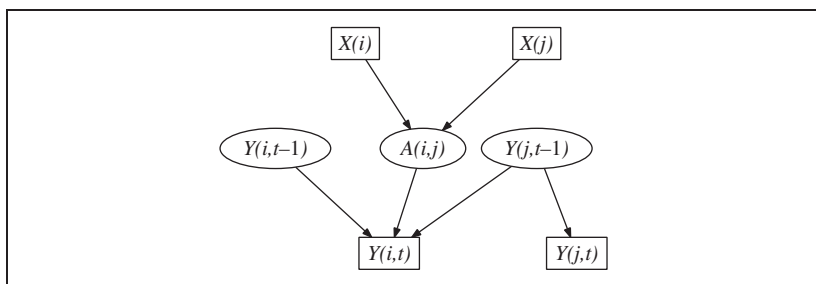 X(i) X(j)
Y(i,t–1) A(i,j) Y(j,t–1)
Y(i,t) Y(j,t)